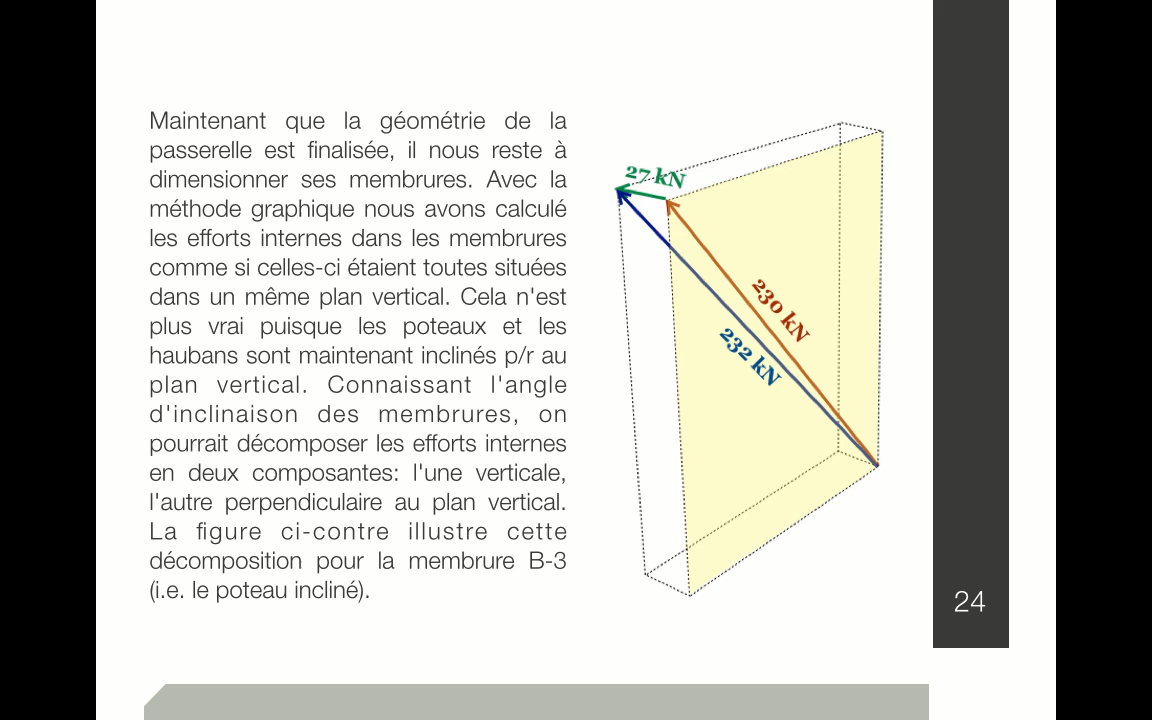 Maintenant que la géométrie de la
passerelle est finalisée, il nous reste à
dimensionner ses membrures. Avec la
méthode graphique nous avons calculé
les efforts internes dans les membrures
comme si celles-ci étaient toutes situées
dans un même plan vertical. Cela n'est
plus vrai puisque les poteaux et les
haubans sont maintenant inclinés p/r au
plan vertical. Connaissant l'angle
d'inclinaison des membrures, on
pourrait décomposer les efforts internes
en deux composantes: l'une verticale,
l'autre perpendiculaire au plan vertical.
La figure ci-contre illustre cette
décomposition pour la membrure B-3
(i.e. le poteau incliné).
27 kN
230 kN
232 kN
24